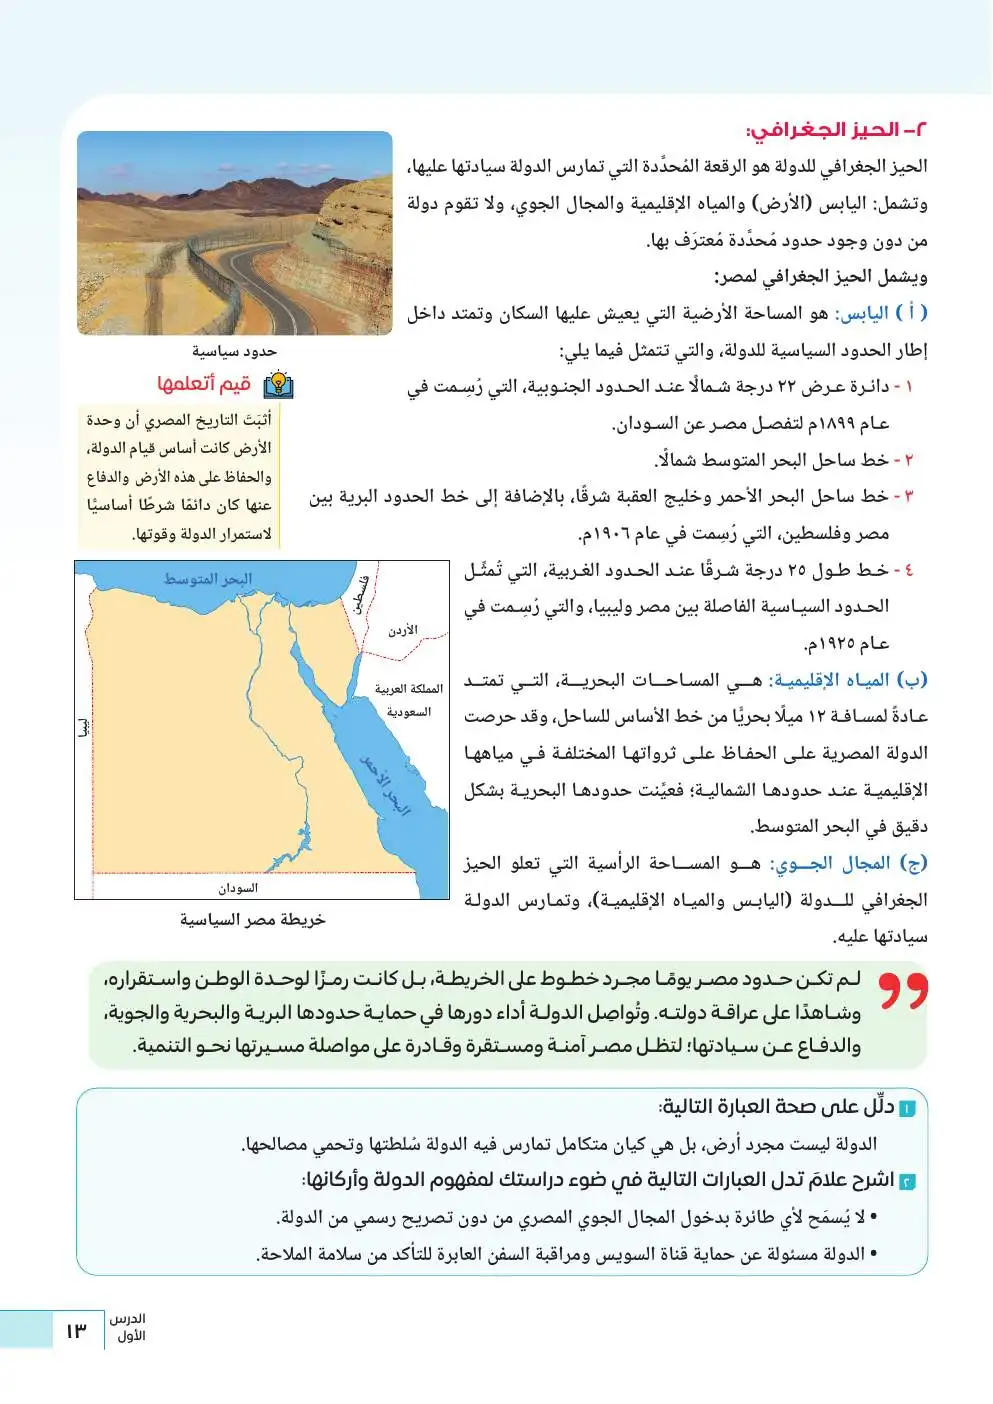 ٢- الحيز الجغرافي:
الحيز الجغرافي للدولة هو الرقعة المُحدَّدة التي تمارس الدولة سيادتها عليها،
وتشمل: اليابس (الأرض) والمياه الإقليمية والمجال الجوي، ولا تقوم دولة
من دون وجود حدود مُحدَّدة مُعترَف بها.
ويشمل الحيز الجغرافي لمصر:
( أ ) اليابس: هو المساحة الأرضية التي يعيش عليها السكان وتمتد داخل
إطار الحدود السياسية للدولة، والتي تتمثل فيما يلي:
١ - دائرة عرض ٢٢ درجة شمالًا عند الحدود الجنوبية، التي رُسِمت في
عام ١٨٩٩م لتفصل مصر عن السودان.
٢ - خط ساحل البحر المتوسط شمالًا.
٣ - خط ساحل البحر الأحمر وخليج العقبة شرقًا، بالإضافة إلى خط الحدود البرية بين
مصر وفلسطين، التي رُسِمت في عام ١٩٠٦م.
٤ - خط طول ٢٥ درجة شرقًا عند الحدود الغربية، التي تُمثِّل
الحدود السياسية الفاصلة بين مصر وليبيا، والتي رُسِمت في
عام ١٩٢٥م.
(ب) المياه الإقليمية: هي المساحات البحرية، التي تمتد
عادةً لمسافة ١٢ ميلًا بحريًّا من خط الأساس للساحل، وقد حرصت
الدولة المصرية على الحفاظ على ثرواتها المختلفة في مياهها
الإقليمية عند حدودها الشمالية؛ فعيَّنت حدودها البحرية بشكل
دقيق في البحر المتوسط.
(ج) المجال الجوي: هو المساحة الرأسية التي تعلو الحيز
الجغرافي للدولة (اليابس والمياه الإقليمية)، وتمارس الدولة
سيادتها عليه.
حدود سياسية
قيم أتعلمها
أثبَتَ التاريخ المصري أن وحدة
الأرض كانت أساس قيام الدولة،
والحفاظ على هذه الأرض والدفاع
عنها كان دائمًا شرطًا أساسيًّا
لاستمرار الدولة وقوتها.
البحر المتوسط
فلسطين
الأردن
المملكة العربية
السعودية
ليبيا
البحر الأحمر
السودان
خريطة مصر السياسية
لم تكن حدود مصر يومًا مجرد خطوط على الخريطة، بل كانت رمزًا لوحدة الوطن واستقراره،
وشاهدًا على عراقة دولته. وتُواصِل الدولة أداء دورها في حماية حدودها البرية والبحرية والجوية،
والدفاع عن سيادتها؛ لتظل مصر آمنة ومستقرة وقادرة على مواصلة مسيرتها نحو التنمية.
١ دلِّل على صحة العبارة التالية:
الدولة ليست مجرد أرض، بل هي كيان متكامل تمارس فيه الدولة سُلطتها وتحمي مصالحها.
٢ اشرح علامَ تدل العبارات التالية في ضوء دراستك لمفهوم الدولة وأركانها:
• لا يُسمَح لأي طائرة بدخول المجال الجوي المصري من دون تصريح رسمي من الدولة.
• الدولة مسئولة عن حماية قناة السويس ومراقبة السفن العابرة للتأكد من سلامة الملاحة.
الدرس
الأول
١٣